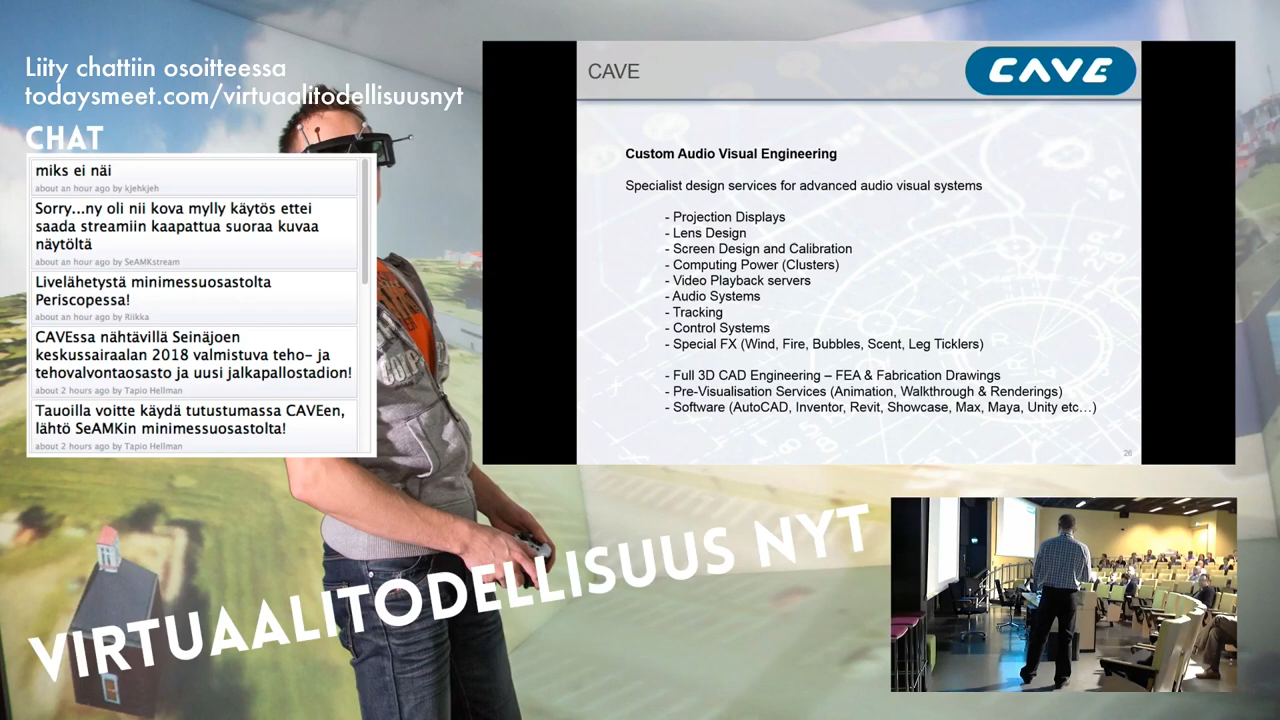 Liity chattiin osoitteessa
todaysmeet.com/virtuaalitodellisuusnyt
CHAT
miks ei näi
about an hour ago by kjehkjeh
Sorry...ny oli nii kova mylly käytös ettei
saada streamiin kaapattua suoraa kuvaa
näytöltä
about an hour ago by SeAMKstream
Livelähetystä minimessuosastolta
Periscopessa!
about an hour ago by Riikka
CAVEssa nähtävillä Seinäjoen
keskussairaalan 2018 valmistuva teho- ja
tehovalvontaosasto ja uusi jalkapallostadion!
about 2 hours ago by Tapio Hellman
Tauoilla voitte käydä tutustumassa CAVEen,
lähtö SeAMKin minimessuosastolta!
about 2 hours ago by Tapio Hellman
CAVE
CAVE
Custom Audio Visual Engineering
Specialist design services for advanced audio visual systems
- Projection Displays
- Lens Design
- Screen Design and Calibration
- Computing Power (Clusters)
- Video Playback servers
- Audio Systems
- Tracking
- Control Systems
- Special FX (Wind, Fire, Bubbles, Scent, Leg Ticklers)
- Full 3D CAD Engineering – FEA & Fabrication Drawings
- Pre-Visualisation Services (Animation, Walkthrough & Renderings)
- Software (AutoCAD, Inventor, Revit, Showcase, Max, Maya, Unity etc…)
26
VIRTUAALITODELLISUUS NYT